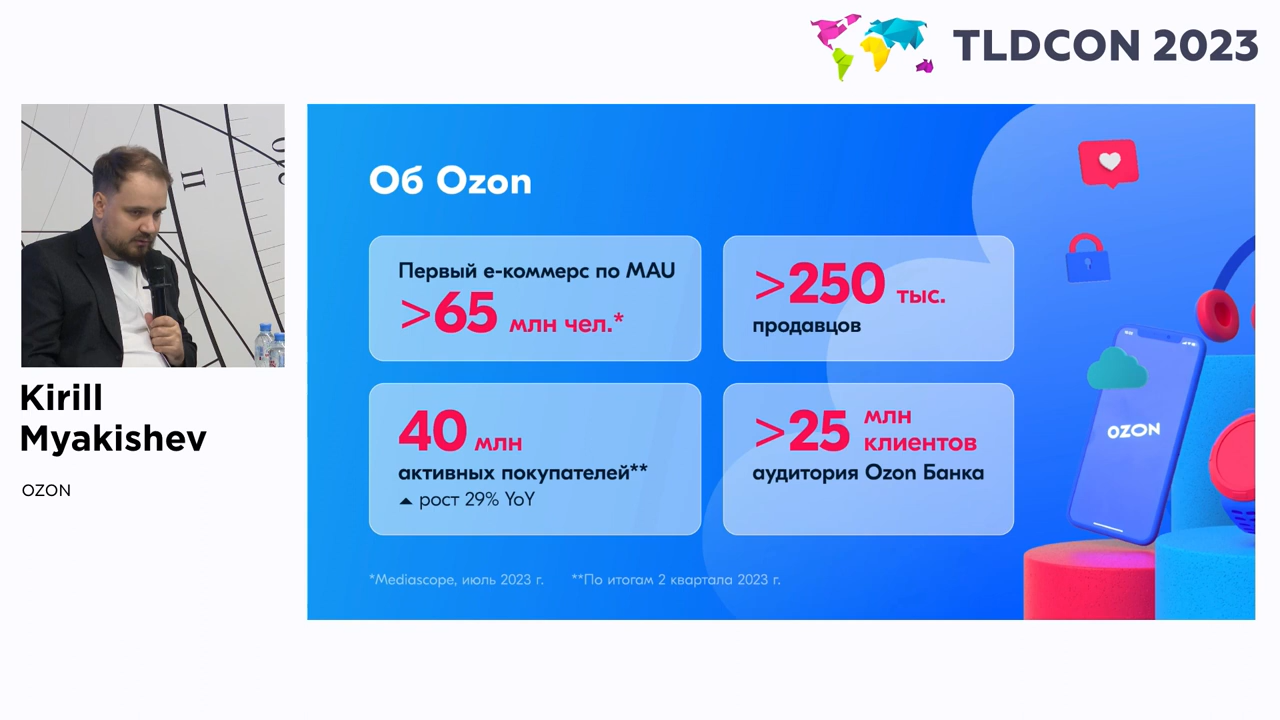 TLDCON 2023
Об Ozon
Первый е-коммерс по MAU
>65 млн чел.*
>250 тыс.
продавцов
40 млн
активных покупателей**
рост 29% YoY
>25 млн
клиентов
аудитория Ozon Банка
*Mediascope, июль 2023 г. **По итогам 2 квартала 2023 г.
OZON
II
Kirill
Myakishev
OZON